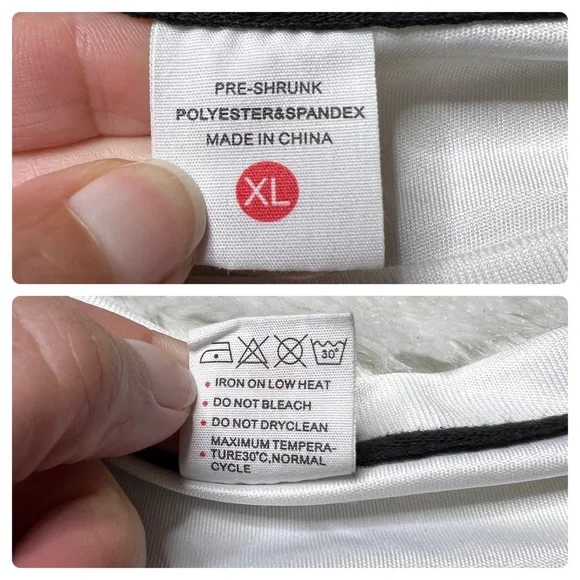 PRE-SHRUNK
POLYESTER&SPANDEX
MADE IN CHINA
XL
30°
IRON ON LOW HEAT
DO NOT BLEACH
DO NOT DRYCLEAN
MAXIMUM TEMPERA-
TURE30°C,NORMAL
CYCLE